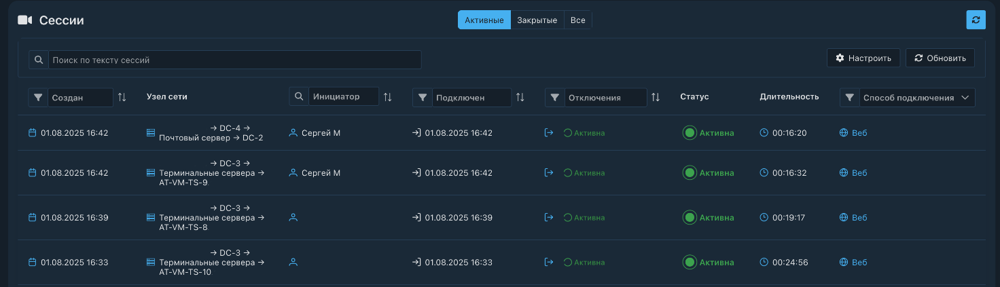 Сессии
Активные Закрытые Все
Поиск по тексту сессий
Настроить Обновить
Создан Узел сети Инициатор Подключен Отключения Статус Длительность Способ подключения
→ DC-4 →
01.08.2025 16:42 Почтовый сервер → DC-2 Сергей М 01.08.2025 16:42 Активна Активна 00:16:20 Веб
→ DC-3 →
01.08.2025 16:42 Терминальные сервера → Сергей М 01.08.2025 16:42 Активна Активна 00:16:32 Веб
AT-VM-TS-9
→ DC-3 →
01.08.2025 16:39 Терминальные сервера → 01.08.2025 16:39 Активна Активна 00:19:17 Веб
AT-VM-TS-8
→ DC-3 →
01.08.2025 16:33 Терминальные сервера → 01.08.2025 16:33 Активна Активна 00:24:56 Веб
AT-VM-TS-10